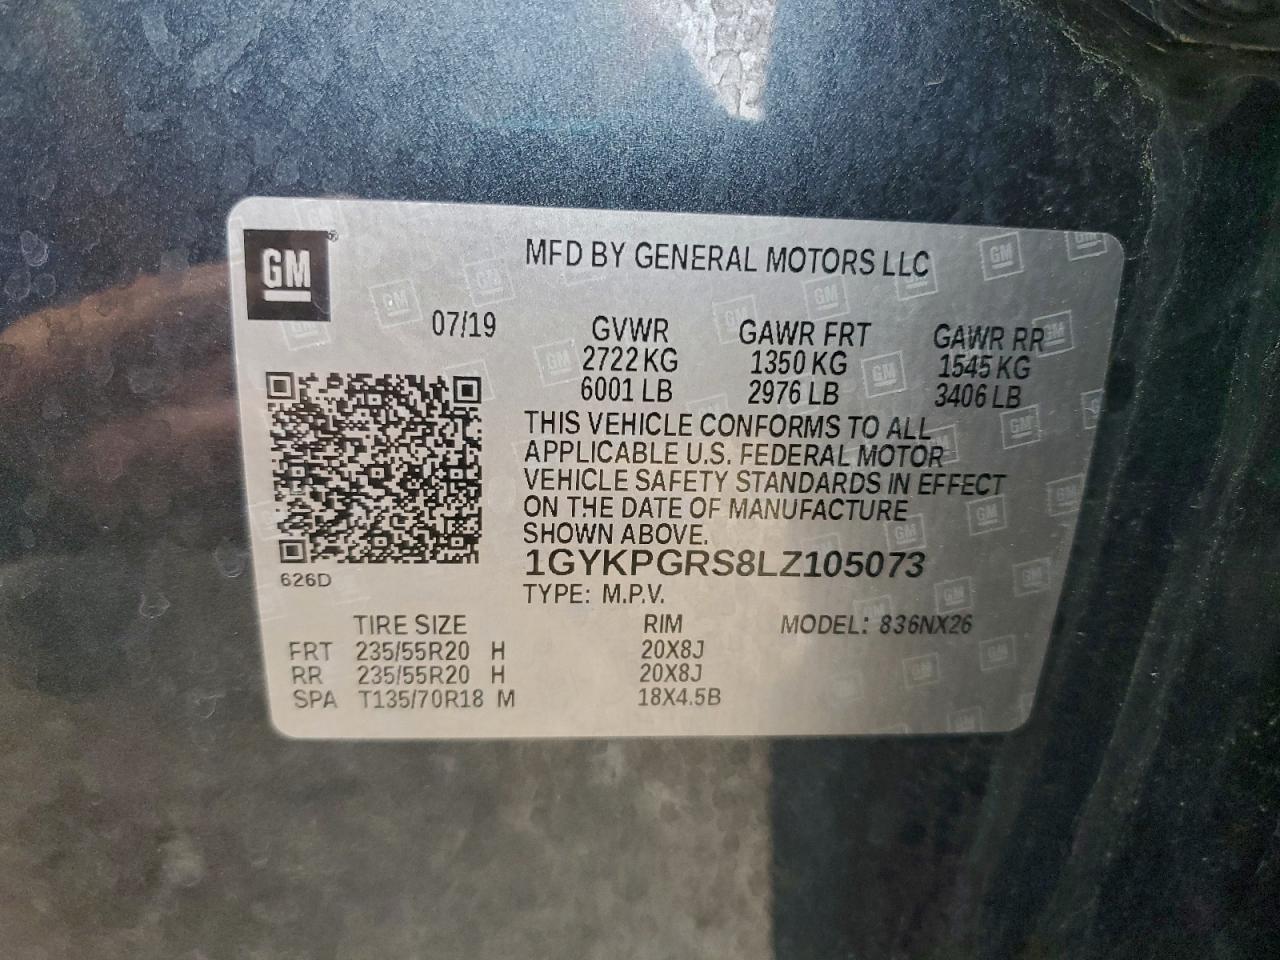 GM®
MFD BY GENERAL MOTORS LLC
07/19 GVWR GAWR FRT GAWR RR
2722 KG 1350 KG 1545 KG
6001 LB 2976 LB 3406 LB
THIS VEHICLE CONFORMS TO ALL
APPLICABLE U.S. FEDERAL MOTOR
VEHICLE SAFETY STANDARDS IN EFFECT
ON THE DATE OF MANUFACTURE
SHOWN ABOVE.
1GYKPGRS8LZ105073
626D
TYPE: M.P.V.
TIRE SIZE RIM MODEL: 836NX26
FRT 235/55R20 H 20X8J
RR 235/55R20 H 20X8J
SPA T135/70R18 M 18X4.5B